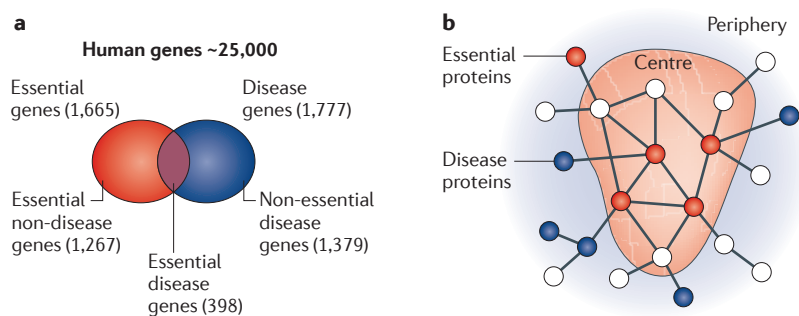 a
Human genes ~25,000
Essential
genes (1,665)
Disease
genes (1,777)
Essential
non-disease
genes (1,267)
Essential
disease
genes (398)
Non-essential
disease
genes (1,379)
b
Periphery
Essential
proteins
Centre
Disease
proteins